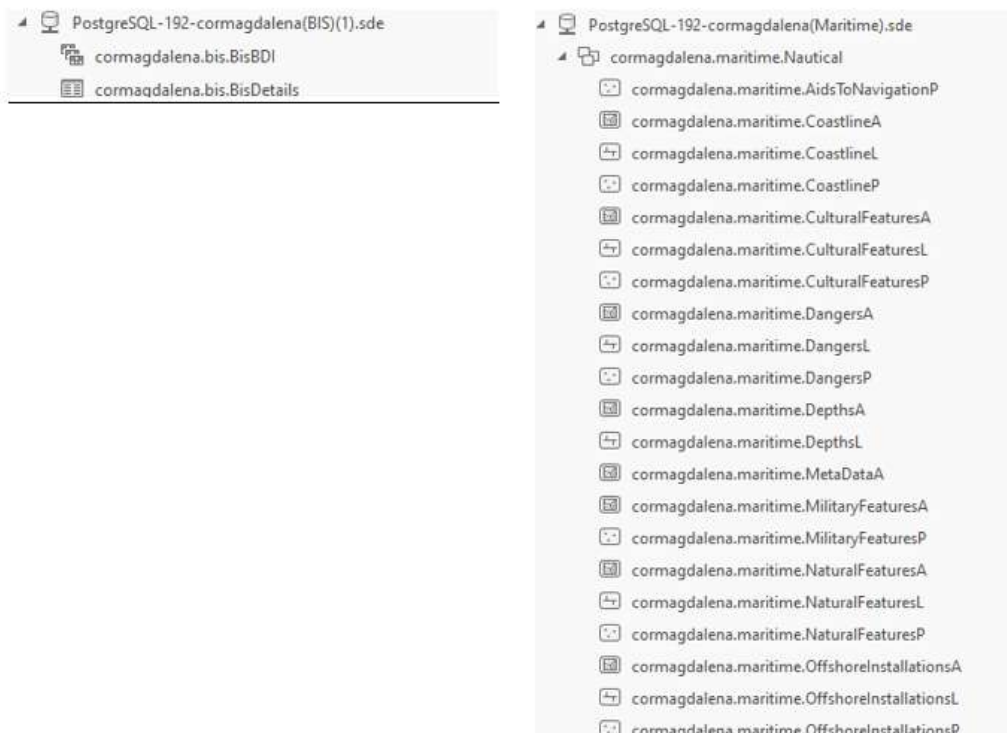 PostgreSQL-192-cormagdalena(BIS)(1).sde
cormagdalena.bis.BisBDI
cormagdalena.bis.BisDetails
PostgreSQL-192-cormagdalena(Maritime).sde
cormagdalena.maritime.Nautical
cormagdalena.maritime.AidsToNavigationP
cormagdalena.maritime.CoastlineA
cormagdalena.maritime.CoastlineL
cormagdalena.maritime.CoastlineP
cormagdalena.maritime.CulturalFeaturesA
cormagdalena.maritime.CulturalFeaturesL
cormagdalena.maritime.CulturalFeaturesP
cormagdalena.maritime.DangersA
cormagdalena.maritime.DangersL
cormagdalena.maritime.DangersP
cormagdalena.maritime.DepthsA
cormagdalena.maritime.DepthsL
cormagdalena.maritime.MetaDataA
cormagdalena.maritime.MilitaryFeaturesA
cormagdalena.maritime.MilitaryFeaturesP
cormagdalena.maritime.NaturalFeaturesA
cormagdalena.maritime.NaturalFeaturesL
cormagdalena.maritime.NaturalFeaturesP
cormagdalena.maritime.OffshoreInstallationsA
cormagdalena.maritime.OffshoreInstallationsL
cormagdalena.maritime.OffshoreInstallationsP